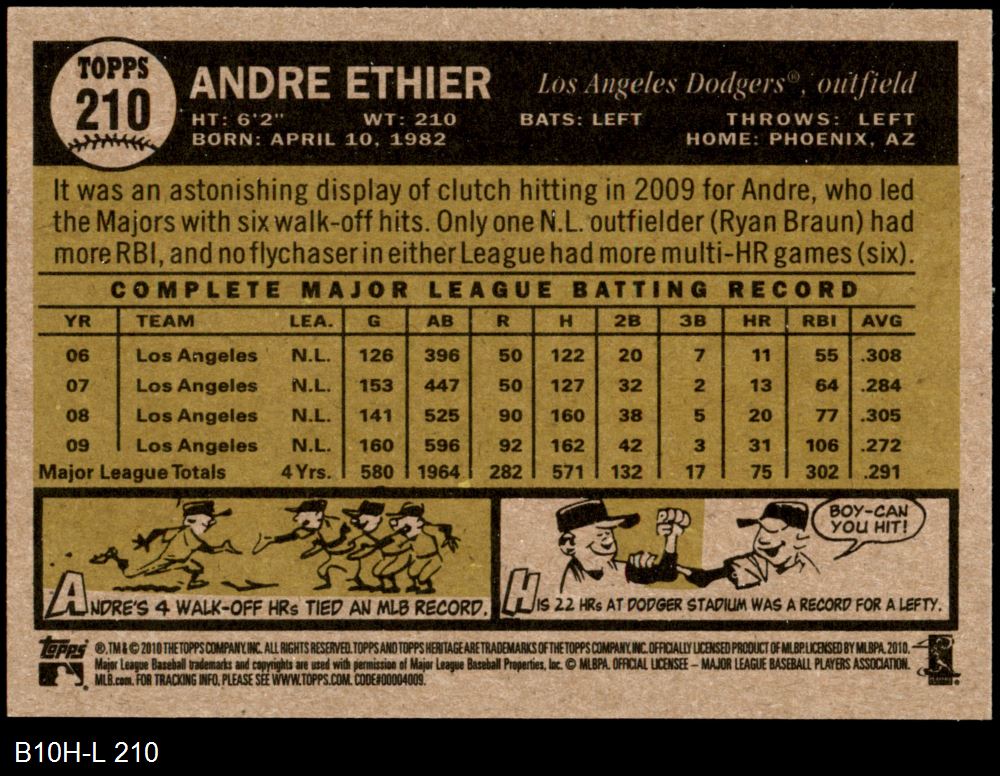 TOPPS
210
ANDRE ETHIER
Los Angeles Dodgers®, outfield
HT: 6'2" WT: 210 BATS: LEFT THROWS: LEFT
BORN: APRIL 10, 1982 HOME: PHOENIX, AZ
It was an astonishing display of clutch hitting in 2009 for Andre, who led
the Majors with six walk-off hits. Only one N.L. outfielder (Ryan Braun) had
more RBI, and no flychaser in either League had more multi-HR games (six).
COMPLETE MAJOR LEAGUE BATTING RECORD
YR TEAM LEA. G AB R H 2B 3B HR RBI AVG
06 Los Angeles N.L. 126 396 50 122 20 7 11 55 .308
07 Los Angeles N.L. 153 447 50 127 32 2 13 64 .284
08 Los Angeles N.L. 141 525 90 160 38 5 20 77 .305
09 Los Angeles N.L. 160 596 92 162 42 3 31 106 .272
Major League Totals 4 Yrs. 580 1964 282 571 132 17 75 302 .291
ANDRE'S 4 WALK-OFF HRs TIED AN MLB RECORD.
BOY-CAN
YOU HIT!
HIS 22 HRs AT DODGER STADIUM WAS A RECORD FOR A LEFTY.
topps ®, TM & © 2010 THE TOPPS COMPANY, INC. ALL RIGHTS RESERVED. TOPPS AND TOPPS HERITAGE ARE TRADEMARKS OF THE TOPPS COMPANY, INC. OFFICIALLY LICENSED PRODUCT OF MLBP. LICENSED BY MLBPA, 2010.
Major League Baseball trademarks and copyrights are used with permission of Major League Baseball Properties, Inc. © MLBPA. OFFICIAL LICENSEE – MAJOR LEAGUE BASEBALL PLAYERS ASSOCIATION.
MLB.com. FOR TRACKING INFO, PLEASE SEE WWW.TOPPS.COM. CODE#00004009.
B10H-L 210